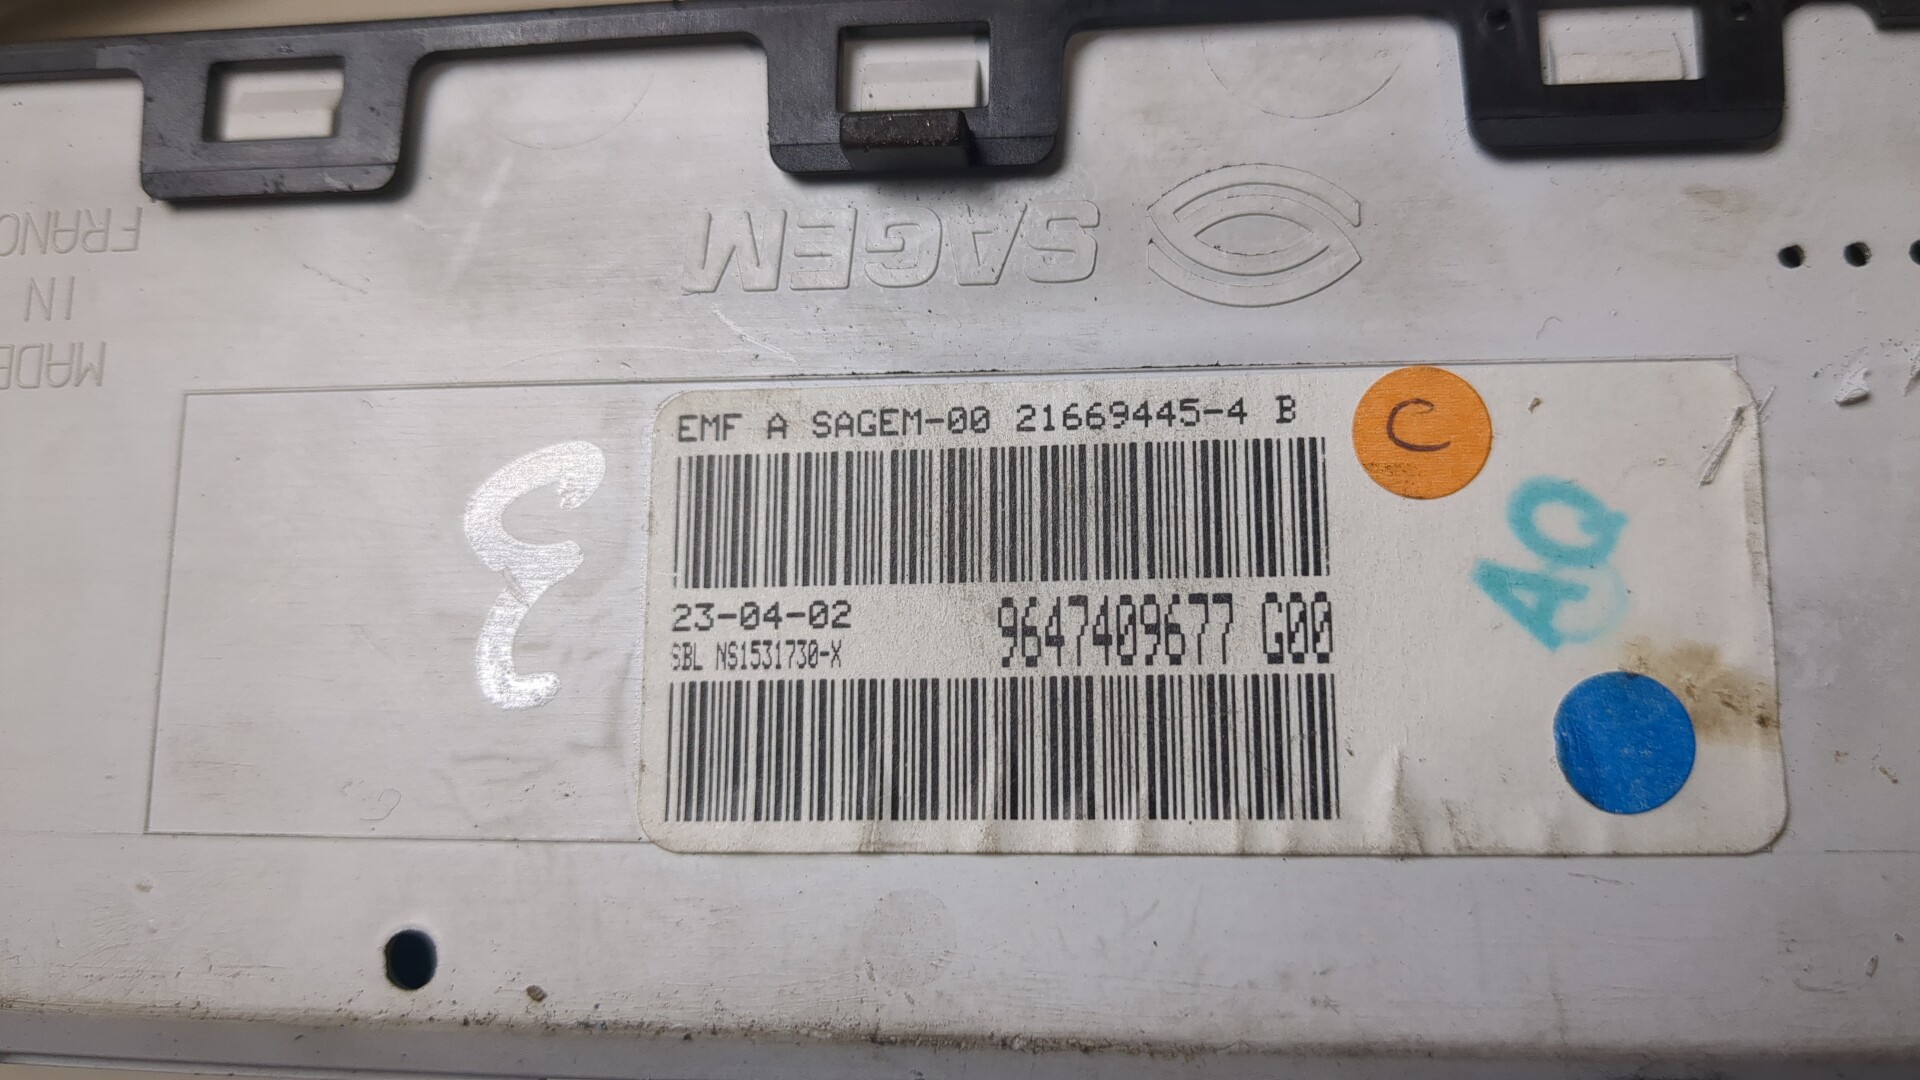 SAGEM
MADE
IN
FRANC
EMF A SAGEM-00 21669445-4 B
C
AQ
23-04-02
9647409677 G00
SBL NS1531730-X